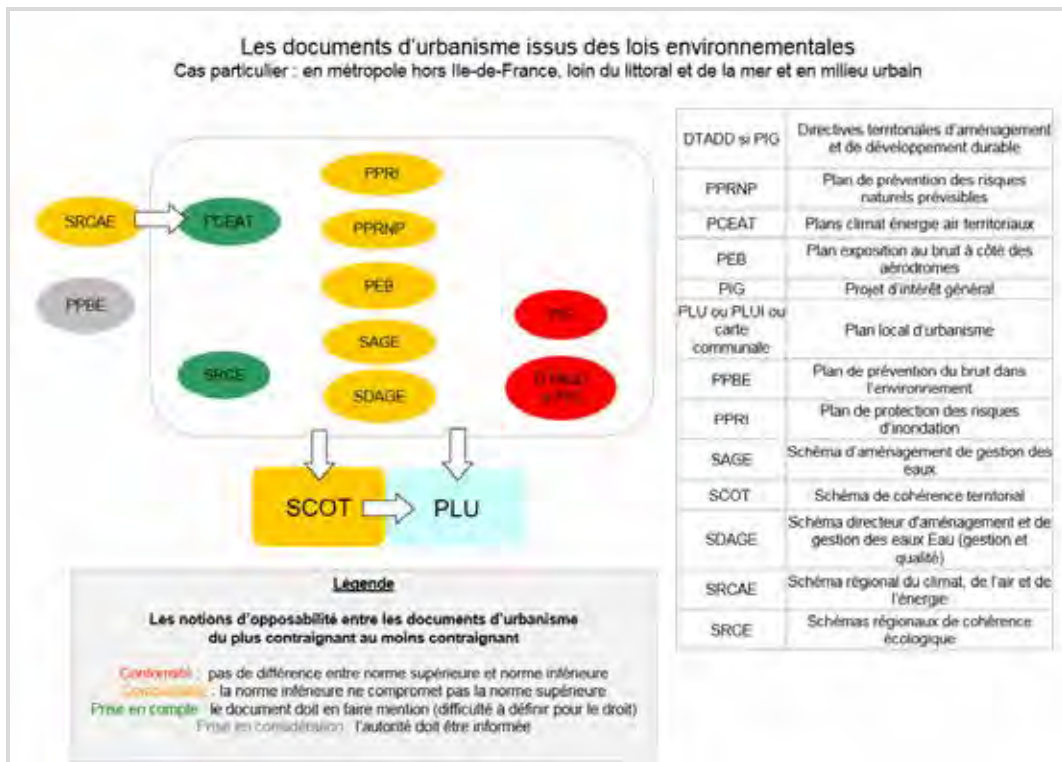 Les documents d'urbanisme issus des lois environnementales
Cas particulier : en métropole hors Ile-de-France, loin du littoral et de la mer et en milieu urbain
SRCAE
PPBE
PCEAT
SRCE
PPRI
PPRNP
PEB
SAGE
SDAGE
PIG
SCOT
PLU
Légende
Les notions d'opposabilité entre les documents d'urbanisme
du plus contraignant au moins contraignant
Conformité : pas de différence entre norme supérieure et norme inférieure
Compatibilité : la norme inférieure ne compromet pas la norme supérieure
Prise en compte : le document doit en faire mention (difficulté à définir pour le droit)
Prise en considération : l'autorité doit être informée
DTADD si PIG
Directives territoriales d'aménagement
et de développement durable
PPRNP
Plan de prévention des risques
naturels prévisibles
PCEAT
Plans climat énergie air territoriaux
PEB
Plan exposition au bruit à côté des
aérodromes
PIG
Projet d'intérêt général
PLU ou PLUI ou
carte
communale
Plan local d'urbanisme
PPBE
Plan de prévention du bruit dans
l'environnement
PPRI
Plan de protection des risques
d'inondation
SAGE
Schéma d'aménagement de gestion des
eaux
SCOT
Schéma de cohérence territorial
SDAGE
Schéma directeur d'aménagement et de
gestion des eaux Eau (gestion et
qualité)
SRCAE
Schéma régional du climat, de l'air et de
l'énergie
SRCE
Schémas régionaux de cohérence
écologique